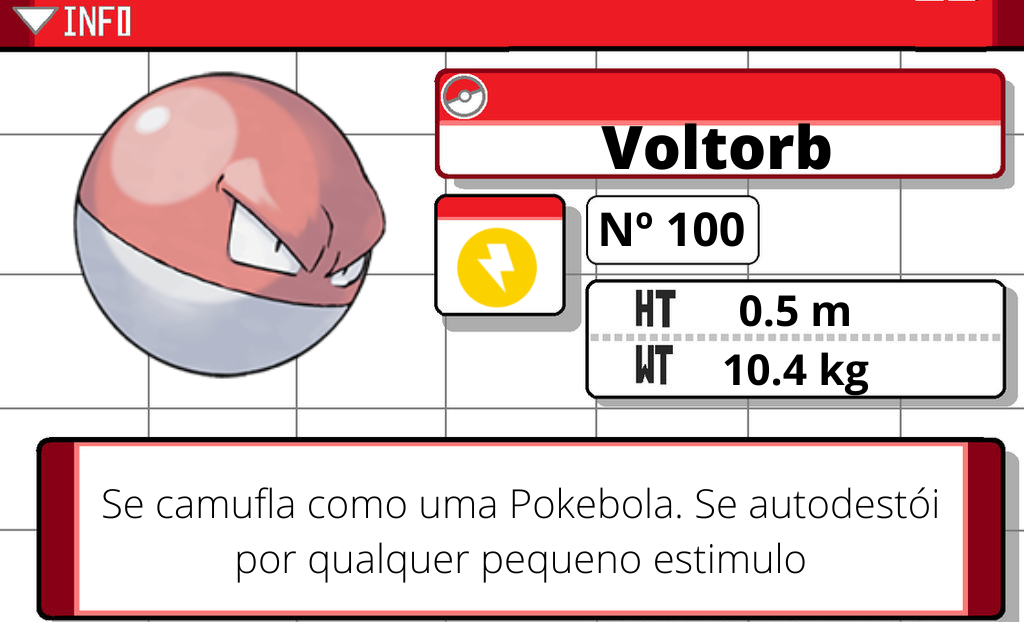 INFO
Voltorb
Nº 100
HT 0.5 m
WT 10.4 kg
Se camufla como uma Pokebola. Se autodestói
por qualquer pequeno estimulo